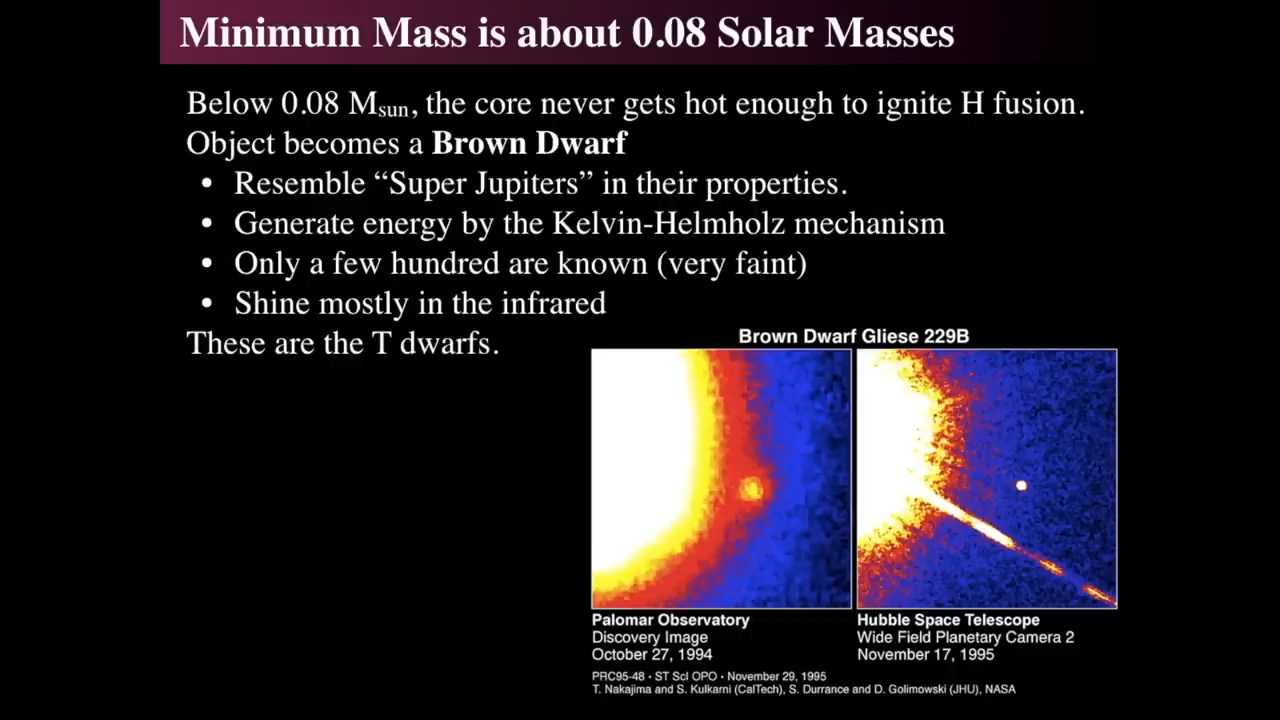 Minimum Mass is about 0.08 Solar Masses
Below 0.08 Msun, the core never gets hot enough to ignite H fusion.
Object becomes a Brown Dwarf
• Resemble “Super Jupiters” in their properties.
• Generate energy by the Kelvin-Helmholz mechanism
• Only a few hundred are known (very faint)
• Shine mostly in the infrared
These are the T dwarfs.
Brown Dwarf Gliese 229B
Palomar Observatory
Discovery Image
October 27, 1994
Hubble Space Telescope
Wide Field Planetary Camera 2
November 17, 1995
PRC95-48 • ST ScI OPO • November 29, 1995
T. Nakajima and S. Kulkarni (CalTech), S. Durrance and D. Golimowski (JHU), NASA